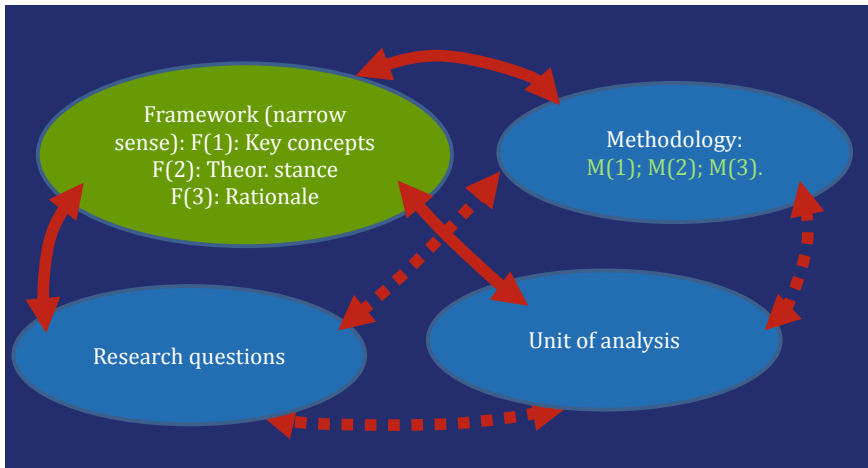 Framework (narrow
sense): F(1): Key concepts
F(2): Theor. stance
F(3): Rationale
Methodology:
M(1); M(2); M(3).
Research questions
Unit of analysis